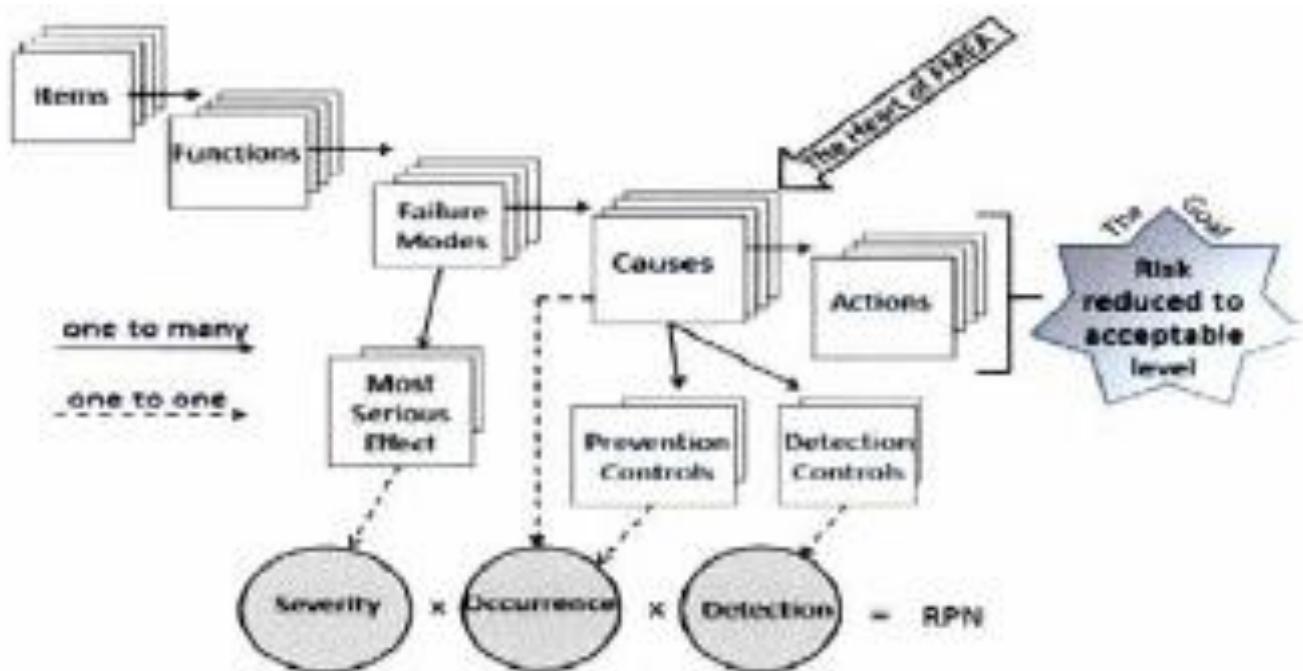 Items
Functions
The Heart of FMEA
Failure
Modes
Causes
Actions
The Goal
Risk
reduced to
acceptable
level
one to many
one to one
Most
Serious
Effect
Prevention
Controls
Detection
Controls
Severity x Occurrence x Detection = RPN